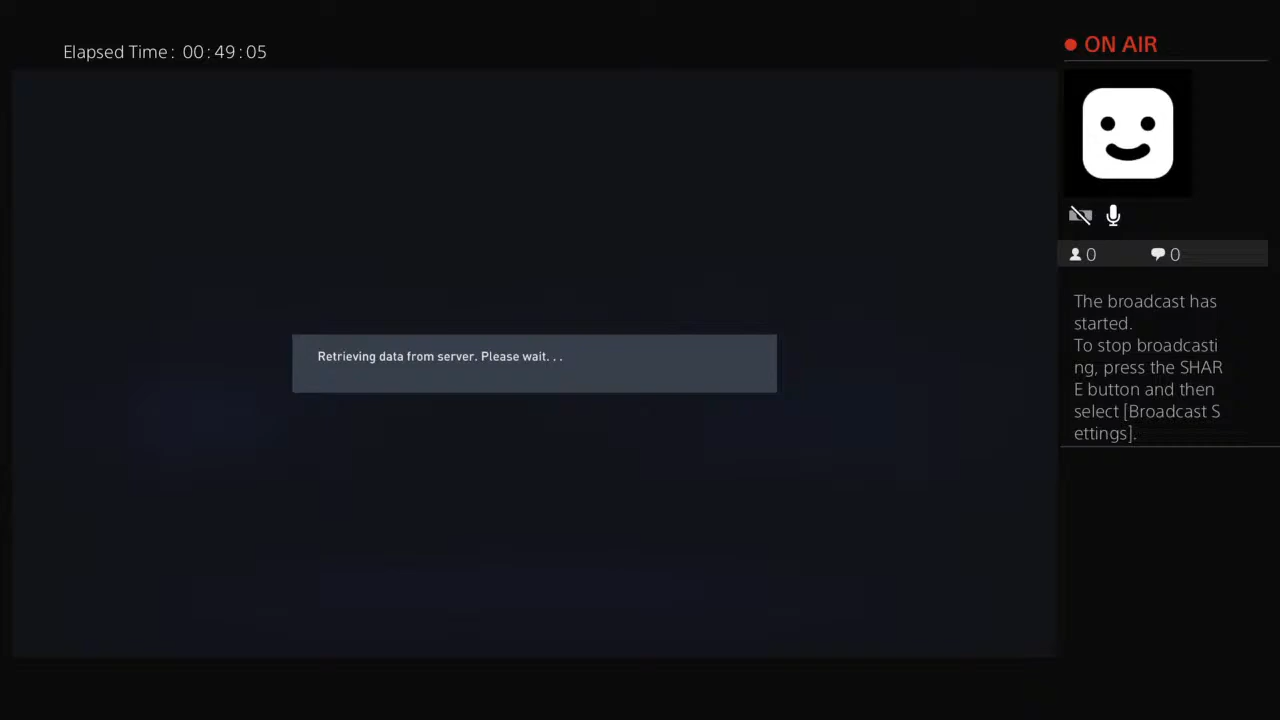 Elapsed Time: 00:49:05
ON AIR
0 0
The broadcast has
started.
To stop broadcasti
ng, press the SHAR
E button and then
select [Broadcast S
ettings].
Retrieving data from server. Please wait. . .